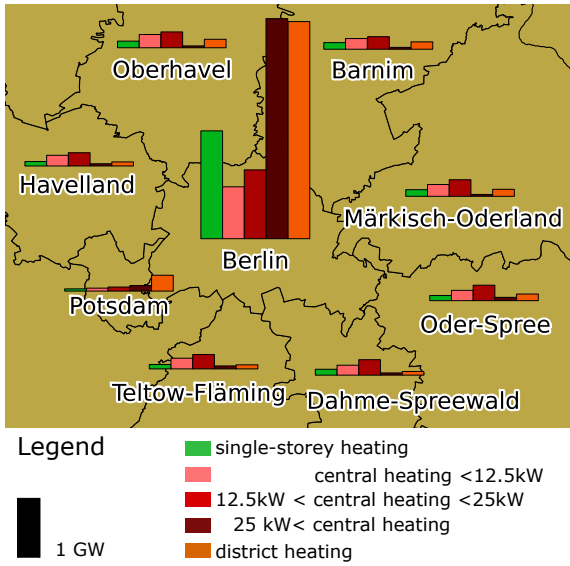 Oberhavel
Barnim
Havelland
Märkisch-Oderland
Berlin
Potsdam
Oder-Spree
Teltow-Fläming
Dahme-Spreewald
Legend
single-storey heating
central heating <12.5kW
12.5kW < central heating <25kW
25 kW< central heating
district heating
1 GW